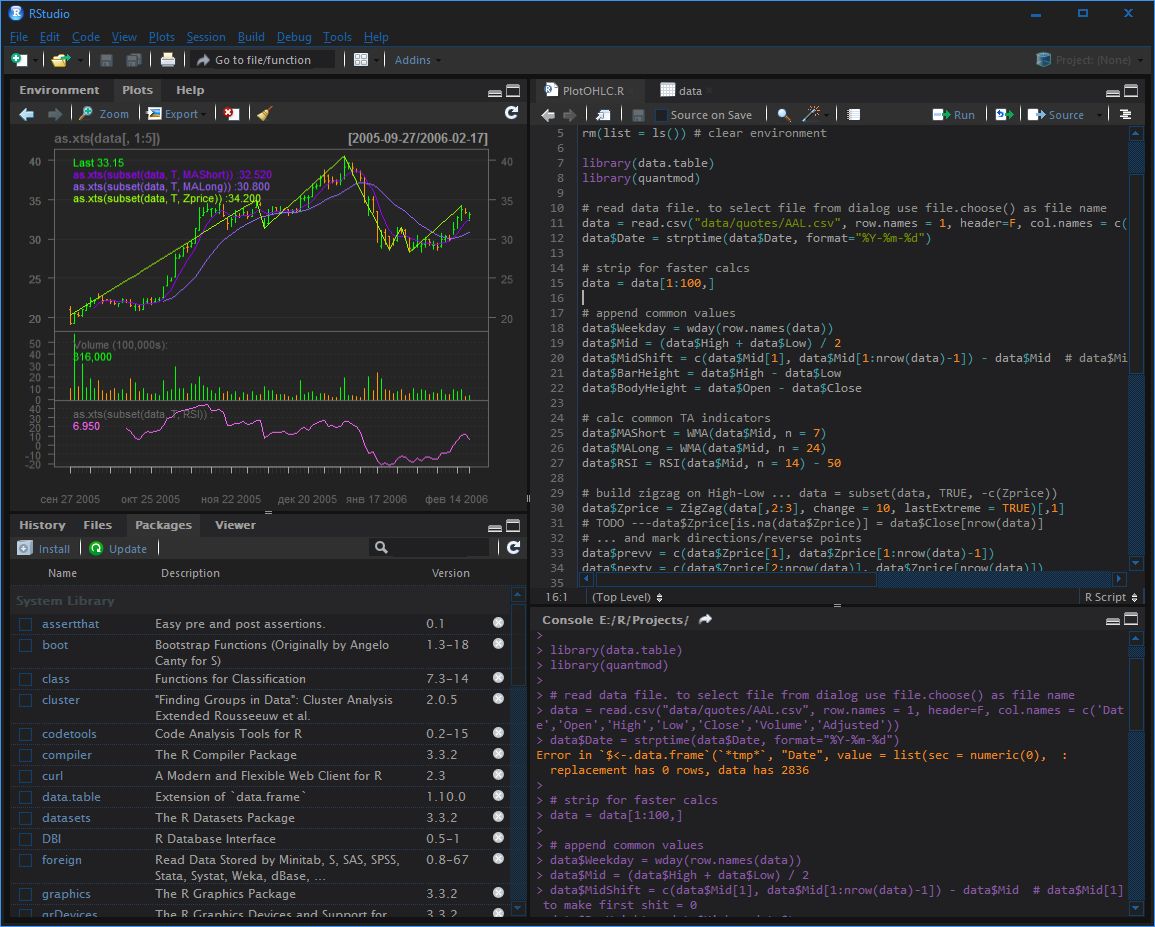 RStudio
File Edit Code View Plots Session Build Debug Tools Help
Go to file/function Addins Project: (None)
Environment Plots Help
Zoom Export
as.xts(data[, 1:5]) [2005-09-27/2006-02-17]
Last 33.15
as.xts(subset(data, T, MAShort)) :32.520
as.xts(subset(data, T, MALong)) :30.800
as.xts(subset(data, T, Zprice)) :34.200
40 40
35 35
30 30
25 25
20 20
Volume (100,000s):
316,000
50
40
30
20
10
0
as.xts(subset(data, T, RSI)) :
6.950
40
30
20
10
0
-10
-20
сен 27 2005 окт 25 2005 ноя 22 2005 дек 20 2005 янв 17 2006 фев 14 2006
History Files Packages Viewer
Install Update
Name Description Version
System Library
assertthat Easy pre and post assertions. 0.1
boot Bootstrap Functions (Originally by Angelo 1.3-18
Canty for S)
class Functions for Classification 7.3-14
cluster "Finding Groups in Data": Cluster Analysis 2.0.5
Extended Rousseeuw et al.
codetools Code Analysis Tools for R 0.2-15
compiler The R Compiler Package 3.3.2
curl A Modern and Flexible Web Client for R 2.3
data.table Extension of `data.frame` 1.10.0
datasets The R Datasets Package 3.3.2
DBI R Database Interface 0.5-1
foreign Read Data Stored by Minitab, S, SAS, SPSS, 0.8-67
Stata, Systat, Weka, dBase, ...
graphics The R Graphics Package 3.3.2
grDevices The R Graphics Devices and Support for 3.3.2
PlotOHLC.R data
Source on Save Run Source
5 rm(list = ls()) # clear environment
6
7 library(data.table)
8 library(quantmod)
9
10 # read data file. to select file from dialog use file.choose() as file name
11 data = read.csv("data/quotes/AAL.csv", row.names = 1, header=F, col.names = c(
12 data$Date = strptime(data$Date, format="%Y-%m-%d")
13
14 # strip for faster calcs
15 data = data[1:100,]
16
17 # append common values
18 data$Weekday = wday(row.names(data))
19 data$Mid = (data$High + data$Low) / 2
20 data$MidShift = c(data$Mid[1], data$Mid[1:nrow(data)-1]) - data$Mid # data$Mi
21 data$BarHeight = data$High - data$Low
22 data$BodyHeight = data$Open - data$Close
23
24 # calc common TA indicators
25 data$MAShort = WMA(data$Mid, n = 7)
26 data$MALong = WMA(data$Mid, n = 24)
27 data$RSI = RSI(data$Mid, n = 14) - 50
28
29 # build zigzag on High-Low ... data = subset(data, TRUE, -c(Zprice))
30 data$Zprice = ZigZag(data[,2:3], change = 10, lastExtreme = TRUE)[,1]
31 # TODO ---data$Zprice[is.na(data$Zprice)] = data$Close[nrow(data)]
32 # ... and mark directions/reverse points
33 data$prevv = c(data$Zprice[1], data$Zprice[1:nrow(data)-1])
34 data$nextv = c(data$Zprice[2:nrow(data)], data$Zprice[nrow(data)])
35
16:1 (Top Level) R Script
Console E:/R/Projects/
>
> library(data.table)
> library(quantmod)
>
> # read data file. to select file from dialog use file.choose() as file name
> data = read.csv("data/quotes/AAL.csv", row.names = 1, header=F, col.names = c('Dat
e','Open','High','Low','Close','Volume','Adjusted'))
> data$Date = strptime(data$Date, format="%Y-%m-%d")
Error in `$<-.data.frame`(`*tmp*`, "Date", value = list(sec = numeric(0), :
replacement has 0 rows, data has 2836
>
> # strip for faster calcs
> data = data[1:100,]
>
> # append common values
> data$Weekday = wday(row.names(data))
> data$Mid = (data$High + data$Low) / 2
> data$MidShift = c(data$Mid[1], data$Mid[1:nrow(data)-1]) - data$Mid # data$Mid[1]
to make first shit = 0